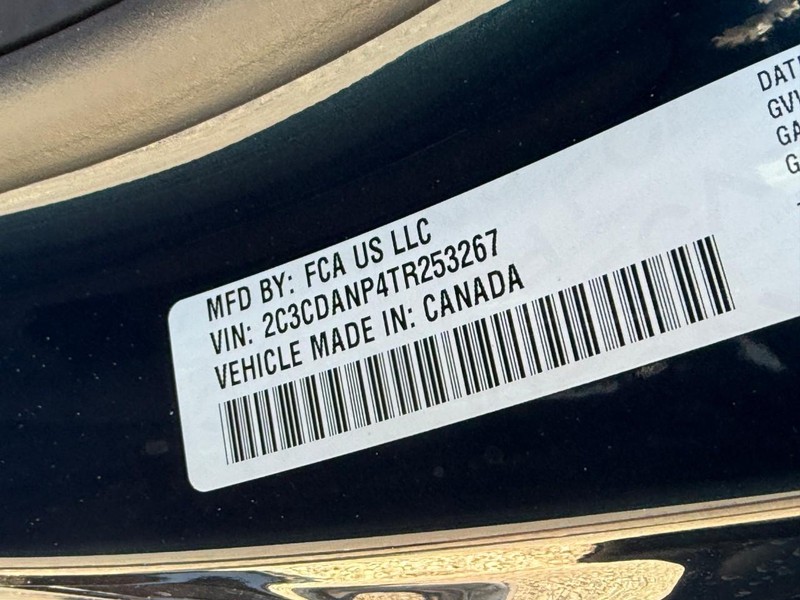 MFD BY: FCA US LLC
VIN: 2C3CDANP4TR253267
VEHICLE MADE IN: CANADA